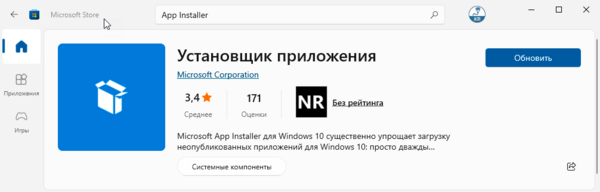 Microsoft Store
App Installer
Установщик приложения
Обновить
Microsoft Corporation
3,4
171
NR
Без рейтинга
Среднее
Оценки
Приложения
Игры
Microsoft App Installer для Windows 10 существенно упрощает загрузку
неопубликованных приложений для Windows 10: просто дважды...
Системные компоненты